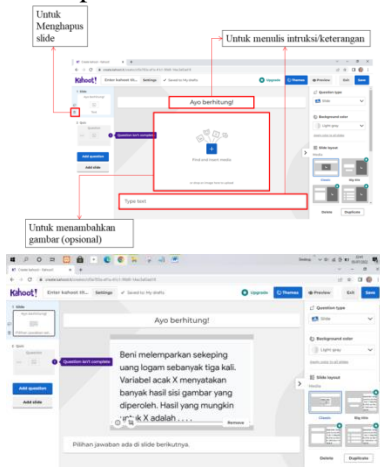 Untuk
Menghapus
slide
Untuk menulis intruksi/keterangan
Kahoot!
Enter kahoot title...
Settings
Saved to my drafts
Upgrade
Themes
Preview
Exit
Save
Ayo berhitung!
Question type
Slide
Background color
Light gray
Question isn't complete
Find and insert media
Slide layout
Media
Classic
Big title
Add question
Add slide
Type text
Delete
Duplicate
Untuk menambahkan
gambar (opsional)
Kahoot!
Enter kahoot tit...
Settings
Saved to my drafts
Upgrade
Themes
Preview
Exit
Save
Ayo berhitung!
Question type
Slide
Background color
Light gray
Question isn't complete
Beni melemparkan sekeping
uang logam sebanyak tiga kali.
Variabel acak X menyatakan
banyak hasil sisi gambar yang
diperoleh. Hasil yang mungkin
X adalah . . . .
Remove
Slide layout
Media
Classic
Big title
Add question
Add slide
Pilihan jawaban ada di slide berikutnya.
Delete
Duplicate